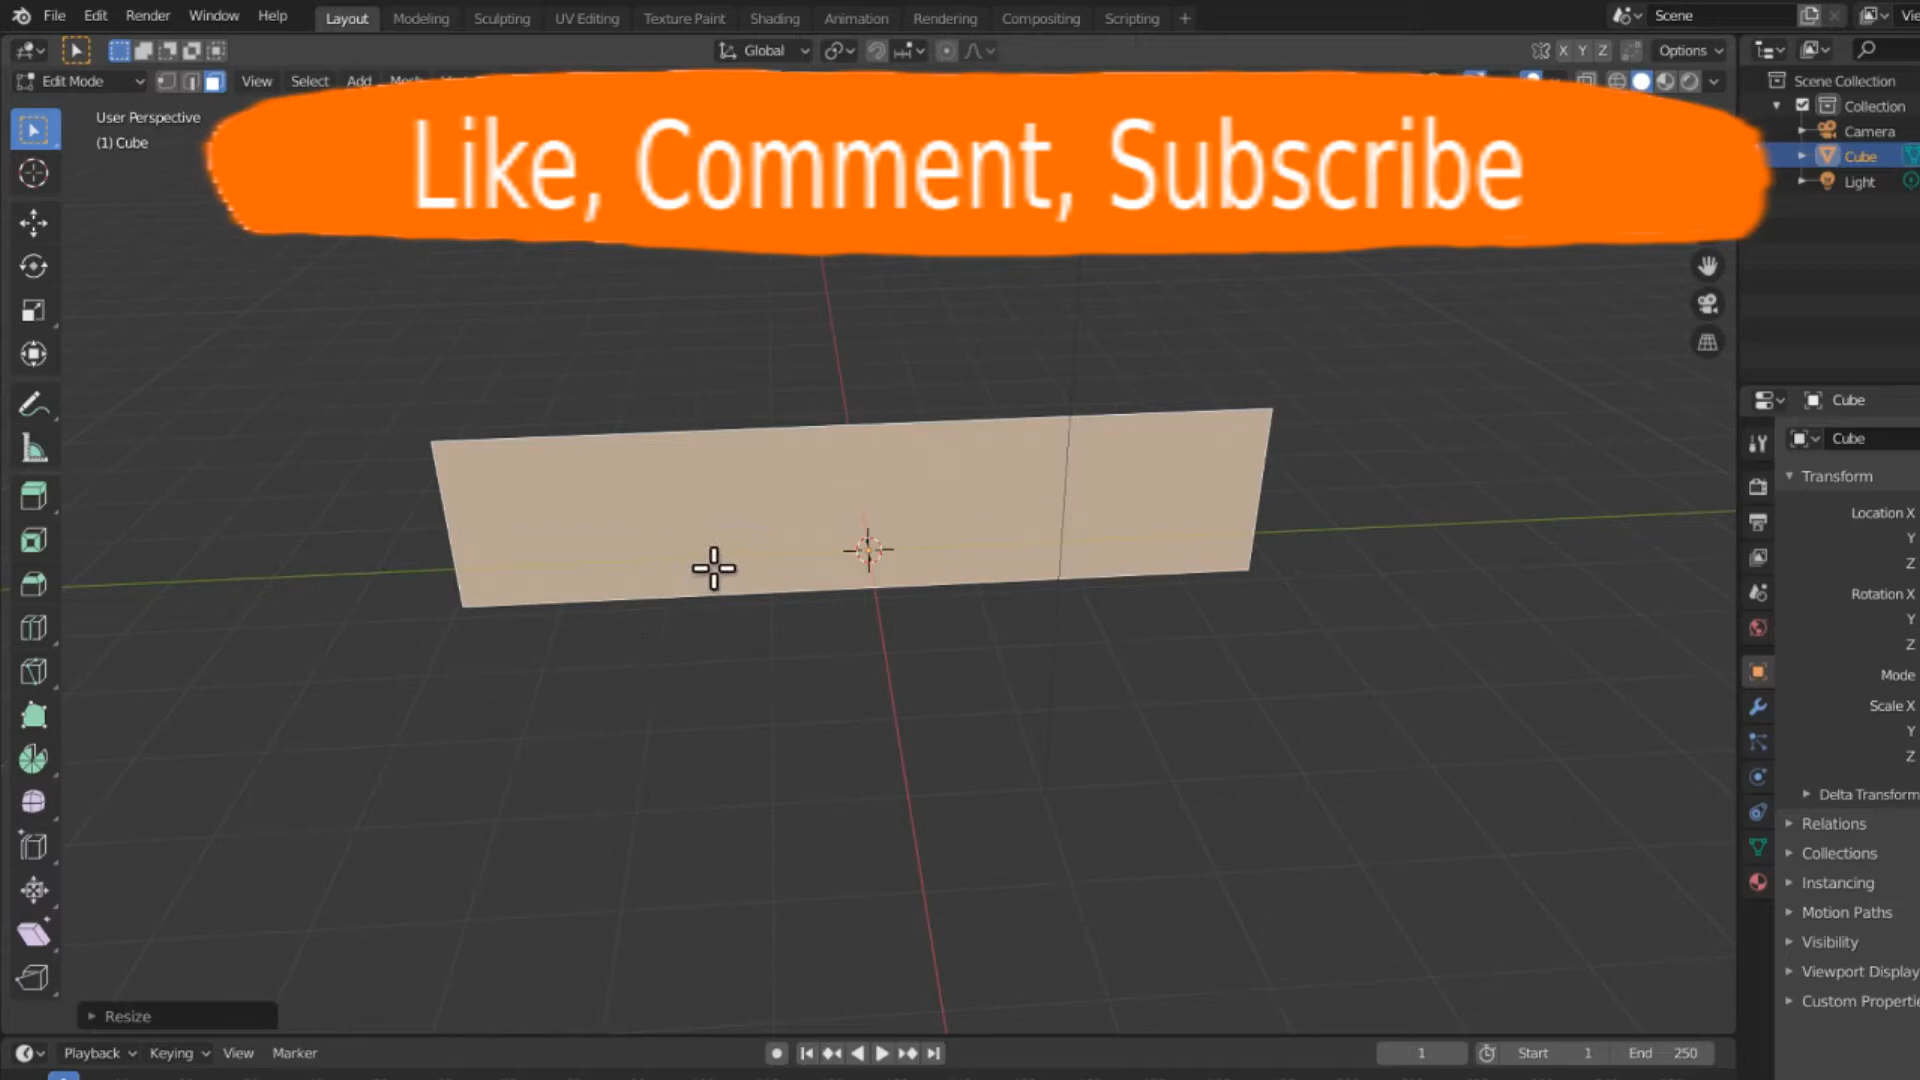 File Edit Render Window Help Layout Modeling Sculpting UV Editing Texture Paint Shading Animation Rendering Compositing Scripting + Scene
Global X Y Z Options
Edit Mode View Select Add
Like, Comment, Subscribe
User Perspective
(1) Cube
Scene Collection
Collection
Camera
Cube
Light
Cube
Cube
Transform
Location X
Y
Z
Rotation X
Y
Z
Mode
Scale X
Y
Z
Delta Transform
Relations
Collections
Instancing
Motion Paths
Visibility
Viewport Display
Custom Properti
Resize
Playback Keying View Marker 1 Start 1 End 250